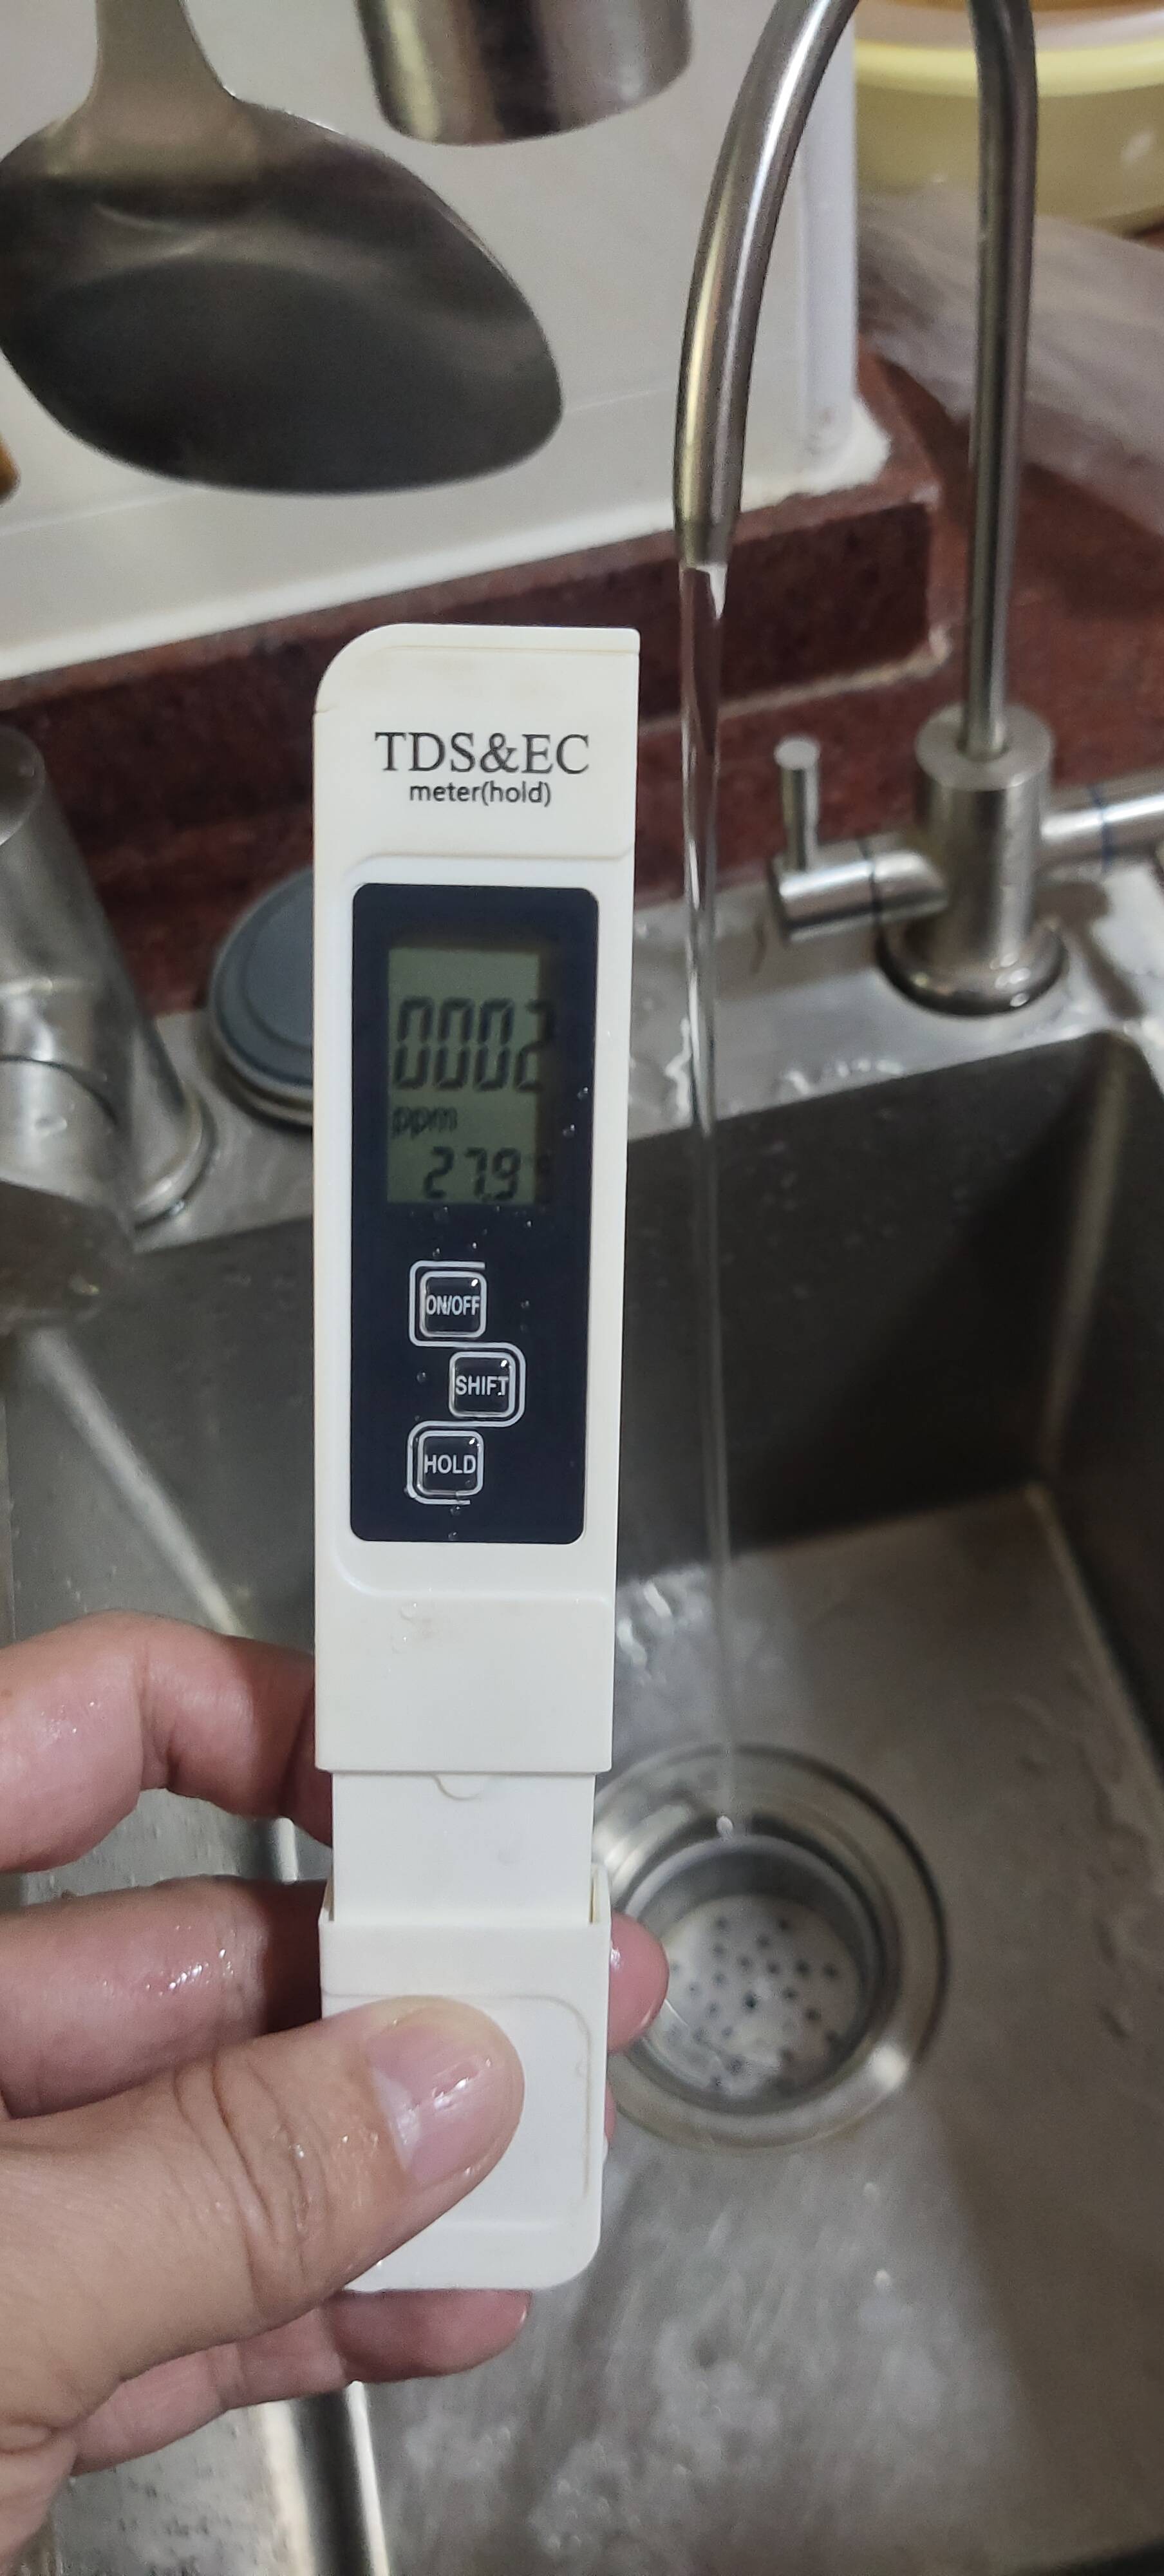 TDS&EC
meter(hold)
0002
ppm
27.9°
ON/OFF
SHIFT
HOLD